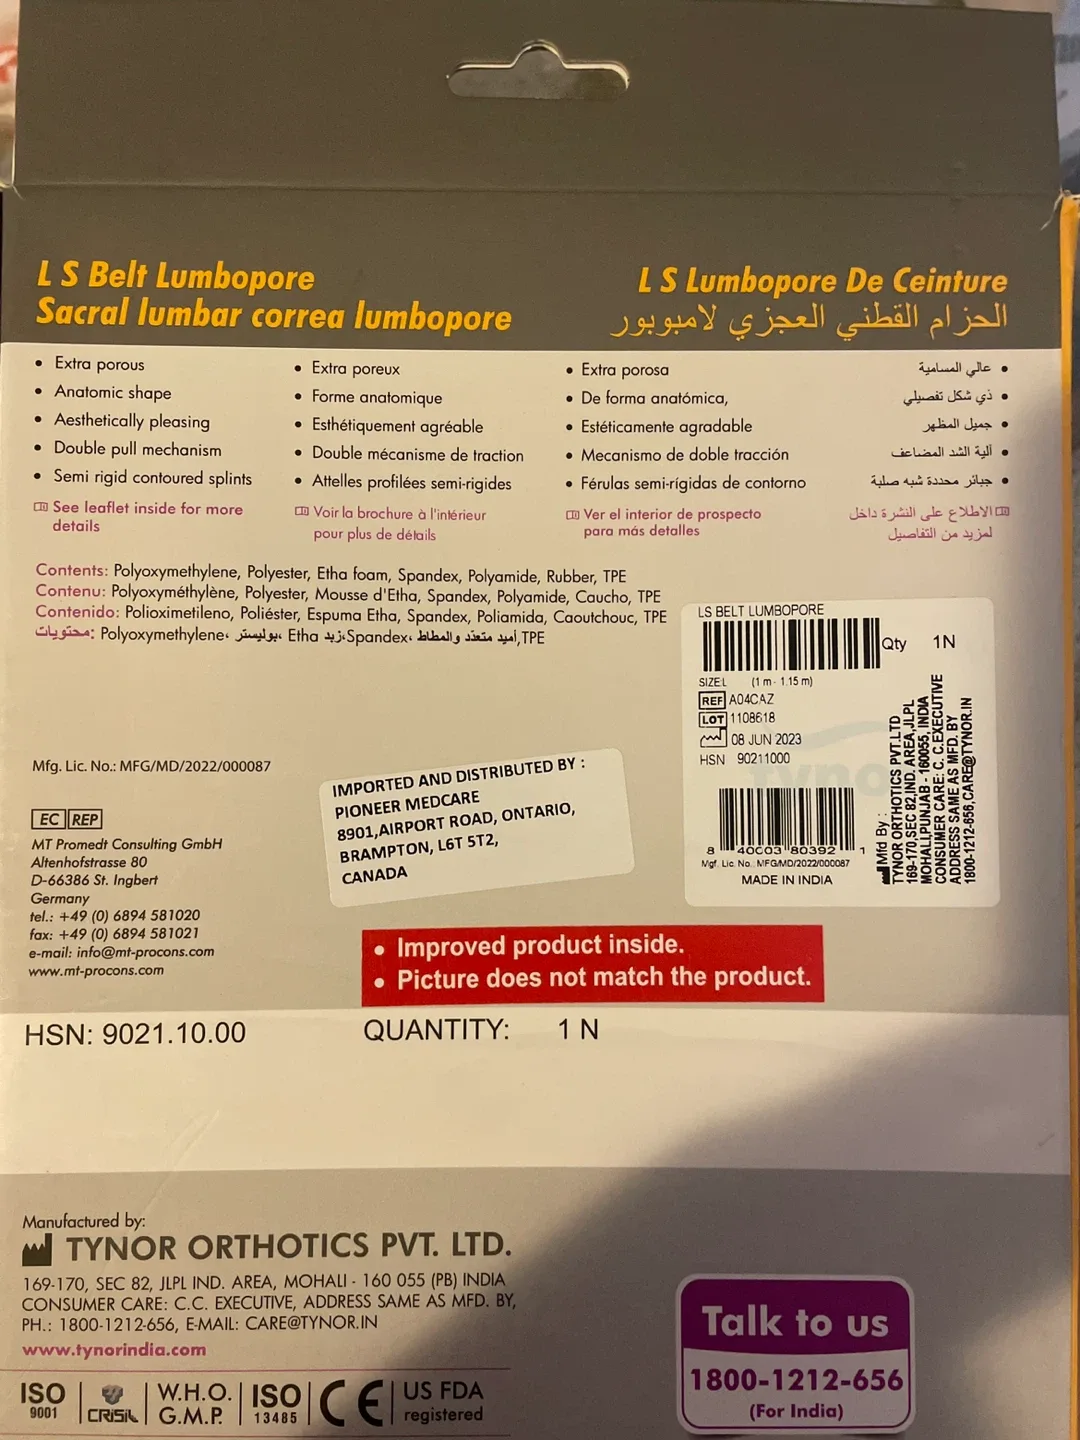 L S Belt Lumbopore
Sacral lumbar correa lumbopore
L S Lumbopore De Ceinture
الحزام القطني العجزي لامبوبور
• Extra porous
• Anatomic shape
• Aesthetically pleasing
• Double pull mechanism
• Semi rigid contoured splints
See leaflet inside for more
details
• Extra poreux
• Forme anatomique
• Esthétiquement agréable
• Double mécanisme de traction
• Attelles profilées semi-rigides
Voir la brochure à l'intérieur
pour plus de détails
• Extra porosa
• De forma anatómica,
• Estéticamente agradable
• Mecanismo de doble tracción
• Férulas semi-rígidas de contorno
Ver el interior de prospecto
para más detalles
• عالي المسامية
• ذي شكل تفصيلي
• جميل المظهر
• آلية الشد المضاعف
• جبائر محددة شبه صلبة
الاطلاع على النشرة داخل
لمزيد من التفاصيل
Contents: Polyoxymethylene, Polyester, Etha foam, Spandex, Polyamide, Rubber, TPE
Contenu: Polyoxyméthylène, Polyester, Mousse d'Etha, Spandex, Polyamide, Caucho, TPE
Contenido: Polioximetileno, Poliéster, Espuma Etha, Spandex, Poliamida, Caoutchouc, TPE
محتويات: Polyoxymethylene، بوليستر، Etha زبد،Spandex، أميد متعدّد والمطاط,TPE
LS BELT LUMBOPORE
Qty 1N
SIZE:L (1 m- 1.15 m)
REF A04CAZ
LOT 1108618
08 JUN 2023
HSN 90211000
tyno
8 40003 80392 1
Mgf. Lic. No.: MFG/MD/2022/000087
MADE IN INDIA
Mfd By :
TYNOR ORTHOTICS PVT.LTD
169-170,SEC 82,IND. AREA,JLPL
MOHALI,PUNJAB - 160055, INDIA
CONSUMER CARE: C. C.EXECUTIVE
ADDRESS SAME AS MFD. BY
1800-1212-656,CARE@TYNOR.IN
Mfg. Lic. No.: MFG/MD/2022/000087
EC REP
MT Promedt Consulting GmbH
Altenhofstrasse 80
D-66386 St. Ingbert
Germany
tel.: +49 (0) 6894 581020
fax: +49 (0) 6894 581021
e-mail: info@mt-procons.com
www.mt-procons.com
IMPORTED AND DISTRIBUTED BY :
PIONEER MEDCARE
8901,AIRPORT ROAD, ONTARIO,
BRAMPTON, L6T 5T2,
CANADA
• Improved product inside.
• Picture does not match the product.
HSN: 9021.10.00
QUANTITY: 1 N
Manufactured by:
TYNOR ORTHOTICS PVT. LTD.
169-170, SEC 82, JLPL IND. AREA, MOHALI - 160 055 (PB) INDIA
CONSUMER CARE: C.C. EXECUTIVE, ADDRESS SAME AS MFD. BY,
PH.: 1800-1212-656, E-MAIL: CARE@TYNOR.IN
www.tynorindia.com
ISO
9001
CRISIL
W.H.O.
G.M.P.
ISO
13485
CE
US FDA
registered
Talk to us
1800-1212-656
(For India)